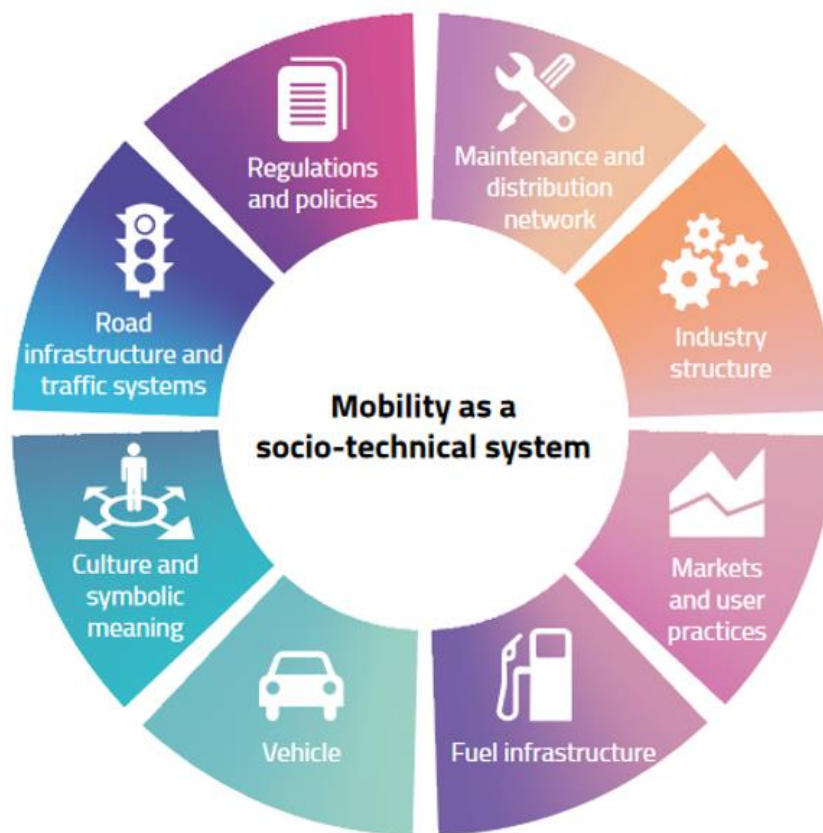 Regulations
and policies
Maintenance and
distribution
network
Industry
structure
Markets
and user
practices
Fuel infrastructure
Vehicle
Culture and
symbolic
meaning
Road
infrastructure and
traffic systems
Mobility as a
socio-technical system